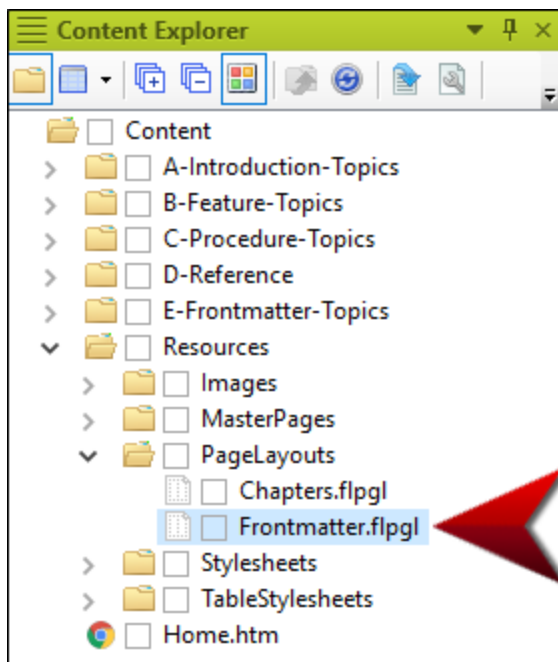 Content Explorer
Content
A-Introduction-Topics
B-Feature-Topics
C-Procedure-Topics
D-Reference
E-Frontmatter-Topics
Resources
Images
MasterPages
PageLayouts
Chapters.flpgl
Frontmatter.flpgl
Stylesheets
TableStylesheets
Home.htm